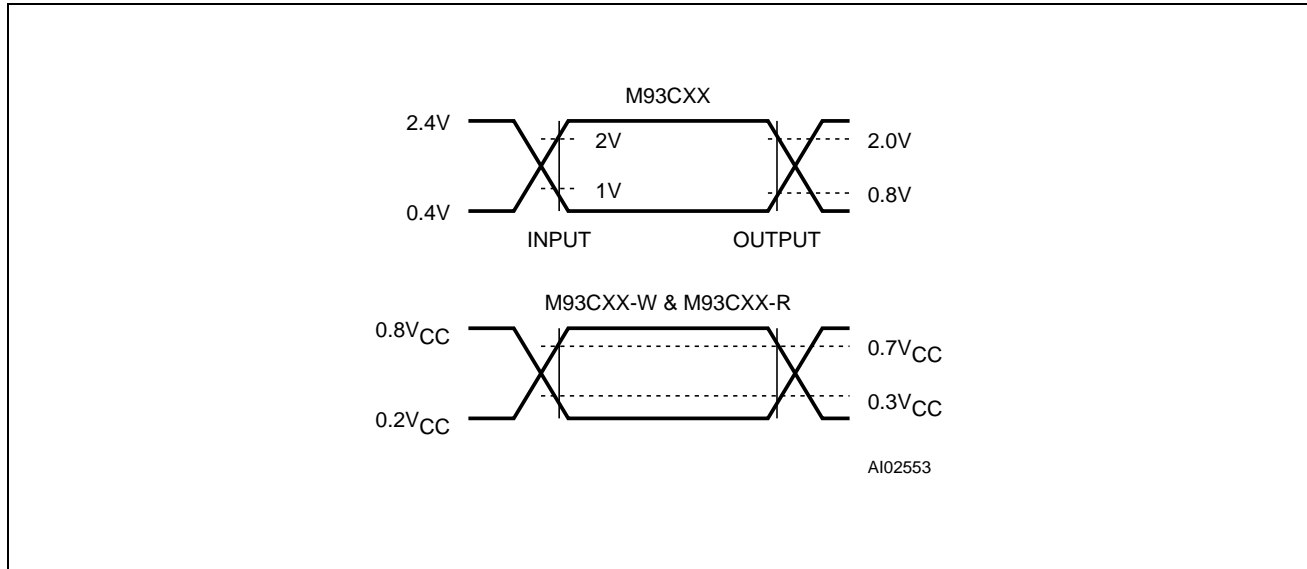 M93CXX
2.4V
2V
2.0V
1V
0.8V
0.4V
INPUT
OUTPUT
M93CXX-W & M93CXX-R
0.8VCC
0.7VCC
0.3VCC
0.2VCC
AI02553